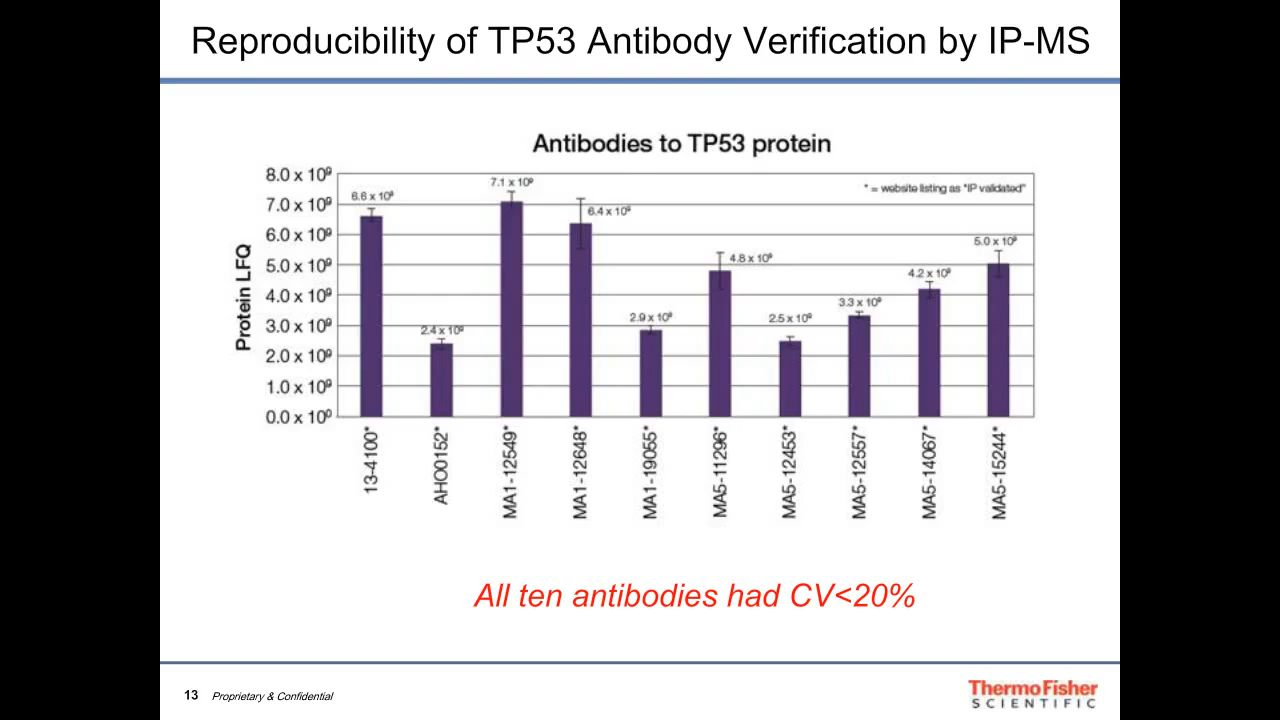 Reproducibility of TP53 Antibody Verification by IP-MS
Antibodies to TP53 protein
* = website listing as "IP validated"
Protein LFQ
8.0 x 10⁹
7.0 x 10⁹
6.0 x 10⁹
5.0 x 10⁹
4.0 x 10⁹
3.0 x 10⁹
2.0 x 10⁹
1.0 x 10⁹
0.0 x 10⁰
6.6 x 10⁹
2.4 x 10⁹
7.1 x 10⁹
6.4 x 10⁹
2.9 x 10⁹
4.8 x 10⁹
2.5 x 10⁹
3.3 x 10⁹
4.2 x 10⁹
5.0 x 10⁹
13-4100*
AHO0152*
MA1-12549*
MA1-12648*
MA1-19055*
MA5-11296*
MA5-12453*
MA5-12557*
MA5-14067*
MA5-15244*
All ten antibodies had CV<20%
13 Proprietary & Confidential
ThermoFisher
SCIENTIFIC